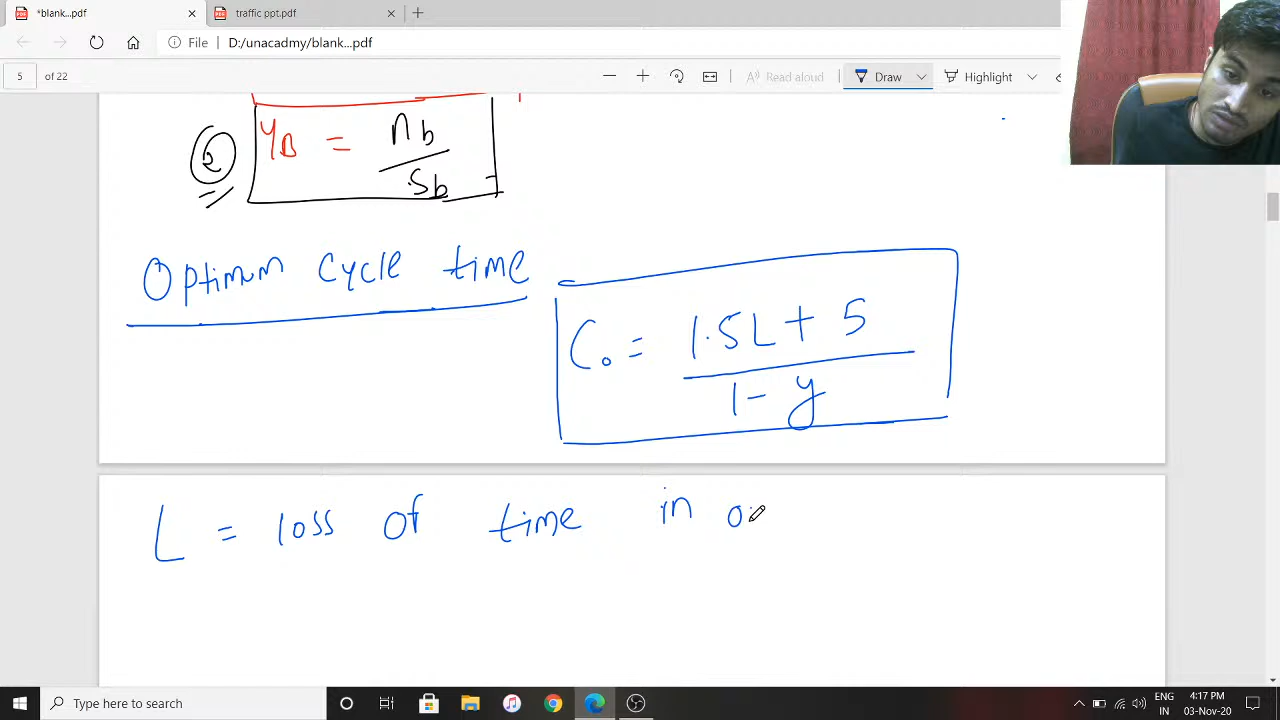 *blank.pdf
traffic ppt.pdf
File D:/unacadmy/blank...pdf
5 of 22
Read aloud
Draw
Highlight
② yB = nb / Sb
Optimum cycle time
C₀ = 1.5L + 5 / 1 - y
L = loss of time in o
Type here to search
ENG
IN
4:17 PM
03-Nov-20